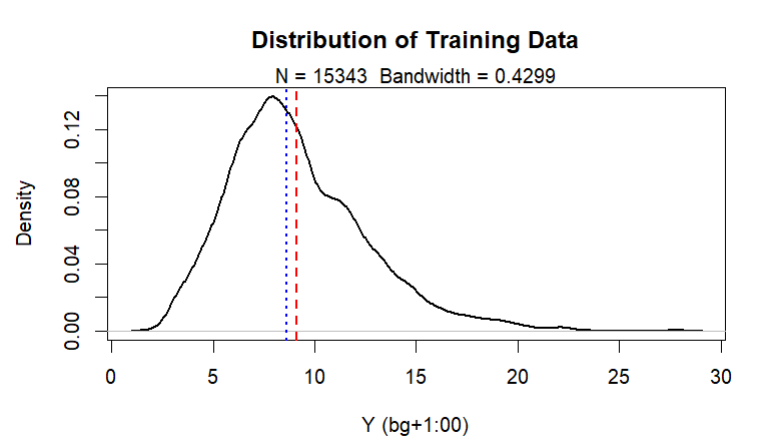 Distribution of Training Data
N = 15343  Bandwidth = 0.4299
Density
0.12
0.08
0.04
0.00
0 5 10 15 20 25 30
Y (bg+1:00)